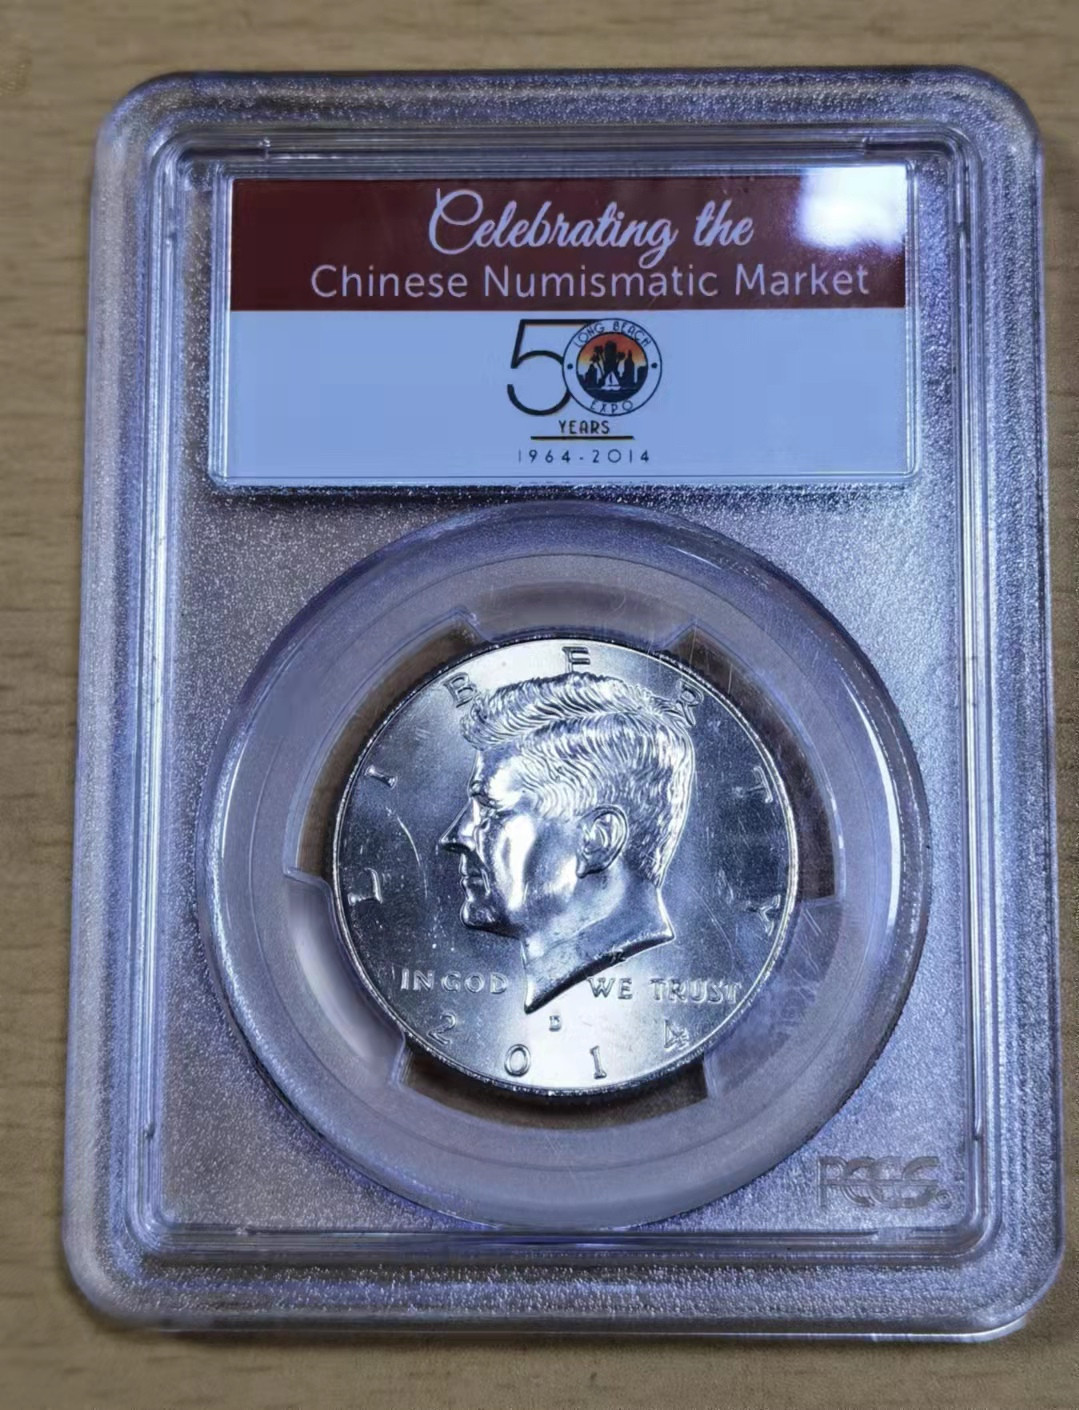 Celebrating the
Chinese Numismatic Market
50
LONG BEACH
EXPO
YEARS
1964-2014
LIBERTY
IN GOD WE TRUST
D
2014
PCGS